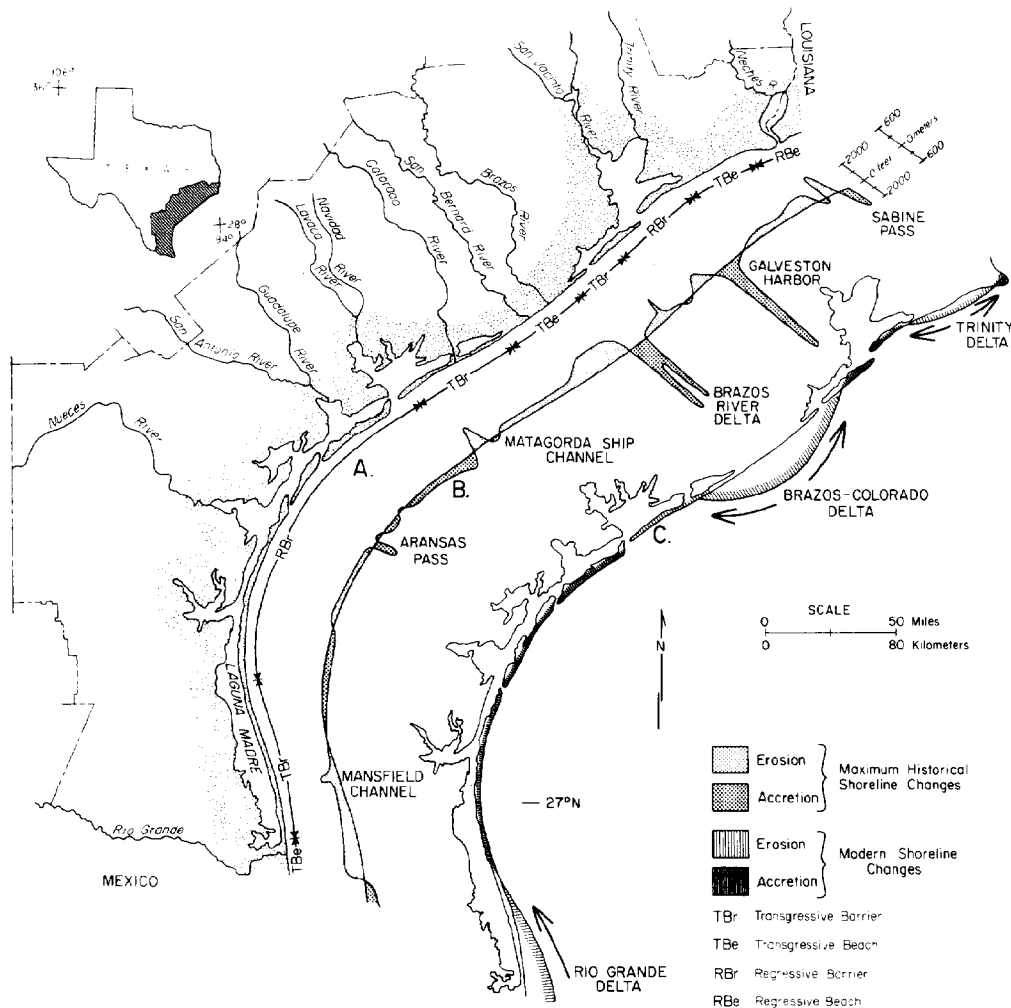 106°
36°
TEXAS
28°
94°
LOUISIANA
San Jacinto
River
Trinity
River
Neches R
Colorado
River
San
Bernard
River
Brazos
River
Navidad
River
Lavaca
River
Guadalupe
River
San
Antonio River
Nueces
River
LAGUNA MADRE
Rio Grande
MEXICO
RBe
TBe
RBr
TBr
TBe
TBr
RBr
TBr
TBe
A.
600
0 meters
600
2000
0 feet
2000
SABINE
PASS
GALVESTON
HARBOR
BRAZOS
RIVER
DELTA
MATAGORDA SHIP
CHANNEL
B.
ARANSAS
PASS
MANSFIELD
CHANNEL
TRINITY
DELTA
BRAZOS-COLORADO
DELTA
C.
RIO GRANDE
DELTA
N
27°N
SCALE
0 50 Miles
0 80 Kilometers
Erosion
Accretion
Maximum Historical
Shoreline Changes
Erosion
Accretion
Modern Shoreline
Changes
TBr Transgressive Barrier
TBe Transgressive Beach
RBr Regressive Barrier
RBe Regressive Beach